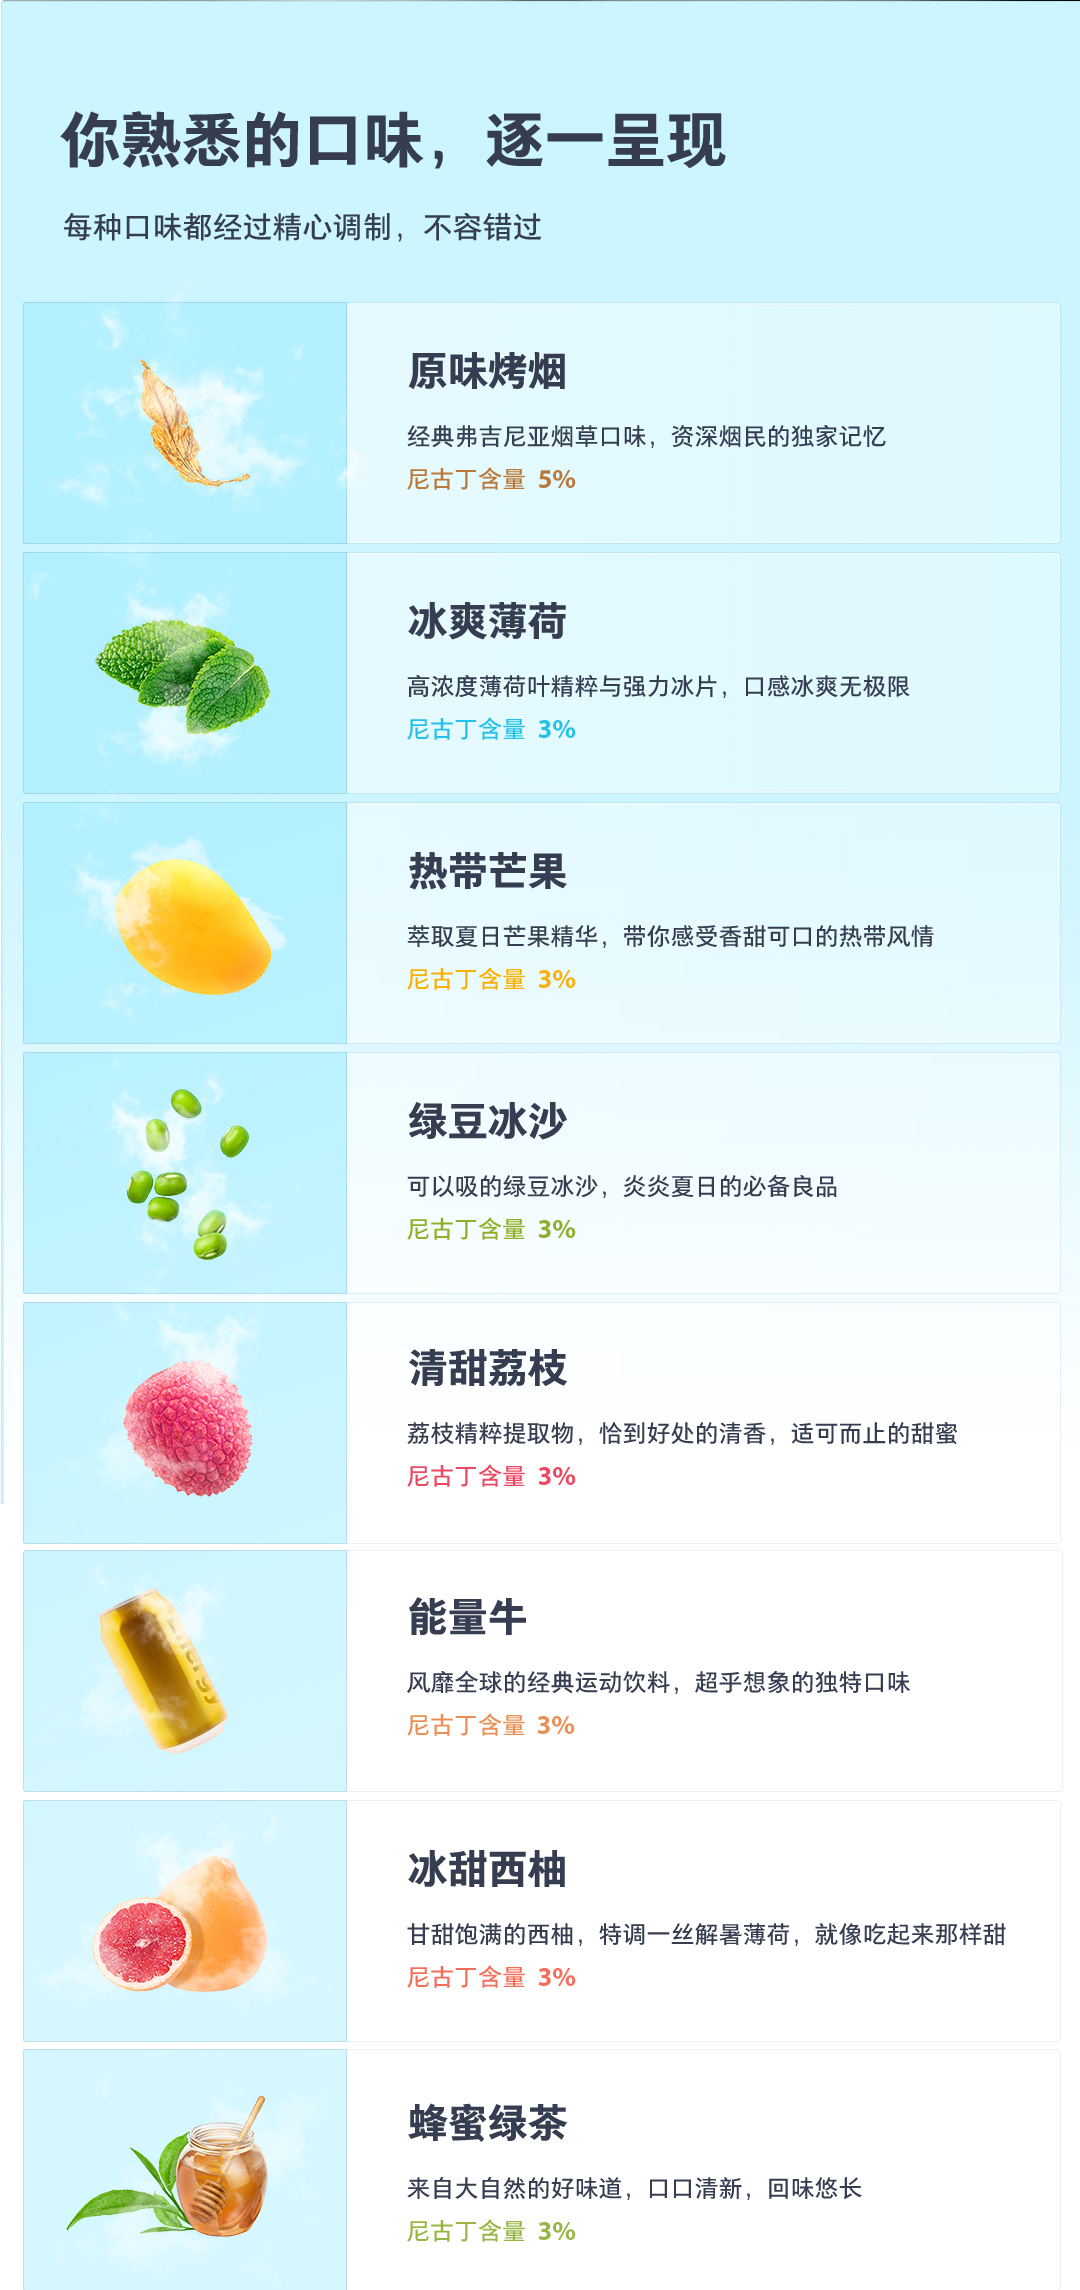 你熟悉的口味，逐一呈现
每种口味都经过精心调制，不容错过
原味烤烟
经典弗吉尼亚烟草口味，资深烟民的独家记忆
尼古丁含量 5%
冰爽薄荷
高浓度薄荷叶精粹与强力冰片，口感冰爽无极限
尼古丁含量 3%
热带芒果
萃取夏日芒果精华，带你感受香甜可口的热带风情
尼古丁含量 3%
绿豆冰沙
可以吸的绿豆冰沙，炎炎夏日的必备良品
尼古丁含量 3%
清甜荔枝
荔枝精粹提取物，恰到好处的清香，适可而止的甜蜜
尼古丁含量 3%
Energy
能量牛
风靡全球的经典运动饮料，超乎想象的独特口味
尼古丁含量 3%
冰甜西柚
甘甜饱满的西柚，特调一丝解暑薄荷，就像吃起来那样甜
尼古丁含量 3%
蜂蜜绿茶
来自大自然的好味道，口口清新，回味悠长
尼古丁含量 3%